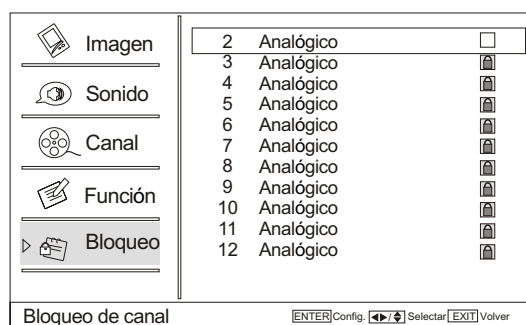 Imagen
Sonido
Canal
Función
Bloqueo
2 Analógico
3 Analógico
4 Analógico
5 Analógico
6 Analógico
7 Analógico
8 Analógico
9 Analógico
10 Analógico
11 Analógico
12 Analógico
Bloqueo de canal
ENTER Config. / Selectar EXIT Volver